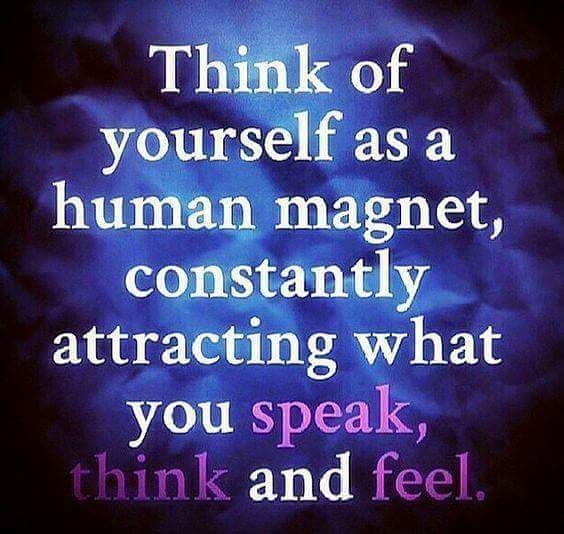 Think of
yourself as a
human magnet,
constantly
attracting what
you speak,
think and feel.